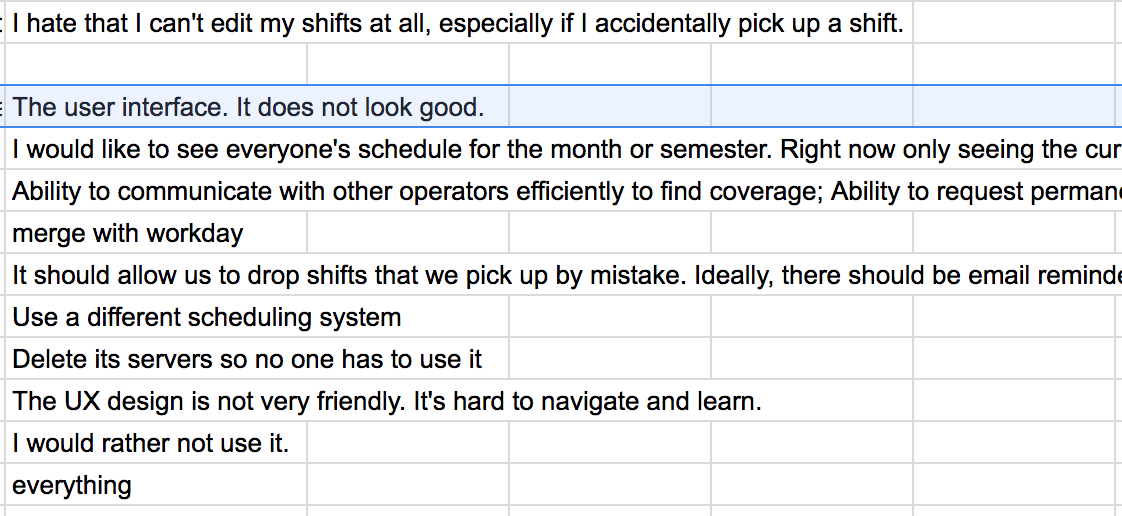 I hate that I can't edit my shifts at all, especially if I accidentally pick up a shift.
The user interface. It does not look good.
I would like to see everyone's schedule for the month or semester. Right now only seeing the
Ability to communicate with other operators efficiently to find coverage; Ability to request
merge with workday
It should allow us to drop shifts that we pick up by mistake. Ideally, there should be email
Use a different scheduling system
Delete its servers so no one has to use it
The UX design is not very friendly. It's hard to navigate and learn.
I would rather not use it.
everything